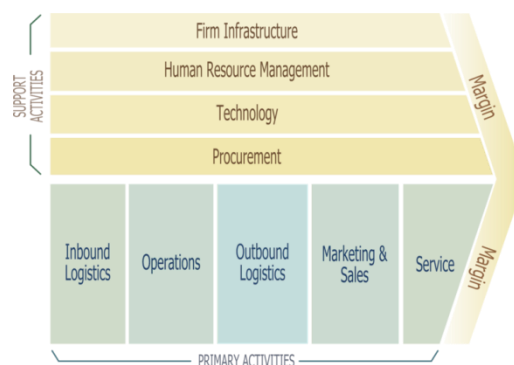 SUPPORT
ACTIVITIES
Firm Infrastructure
Human Resource Management
Technology
Procurement
Margin
Inbound
Logistics
Operations
Outbound
Logistics
Marketing &
Sales
Service
Margin
PRIMARY ACTIVITIES